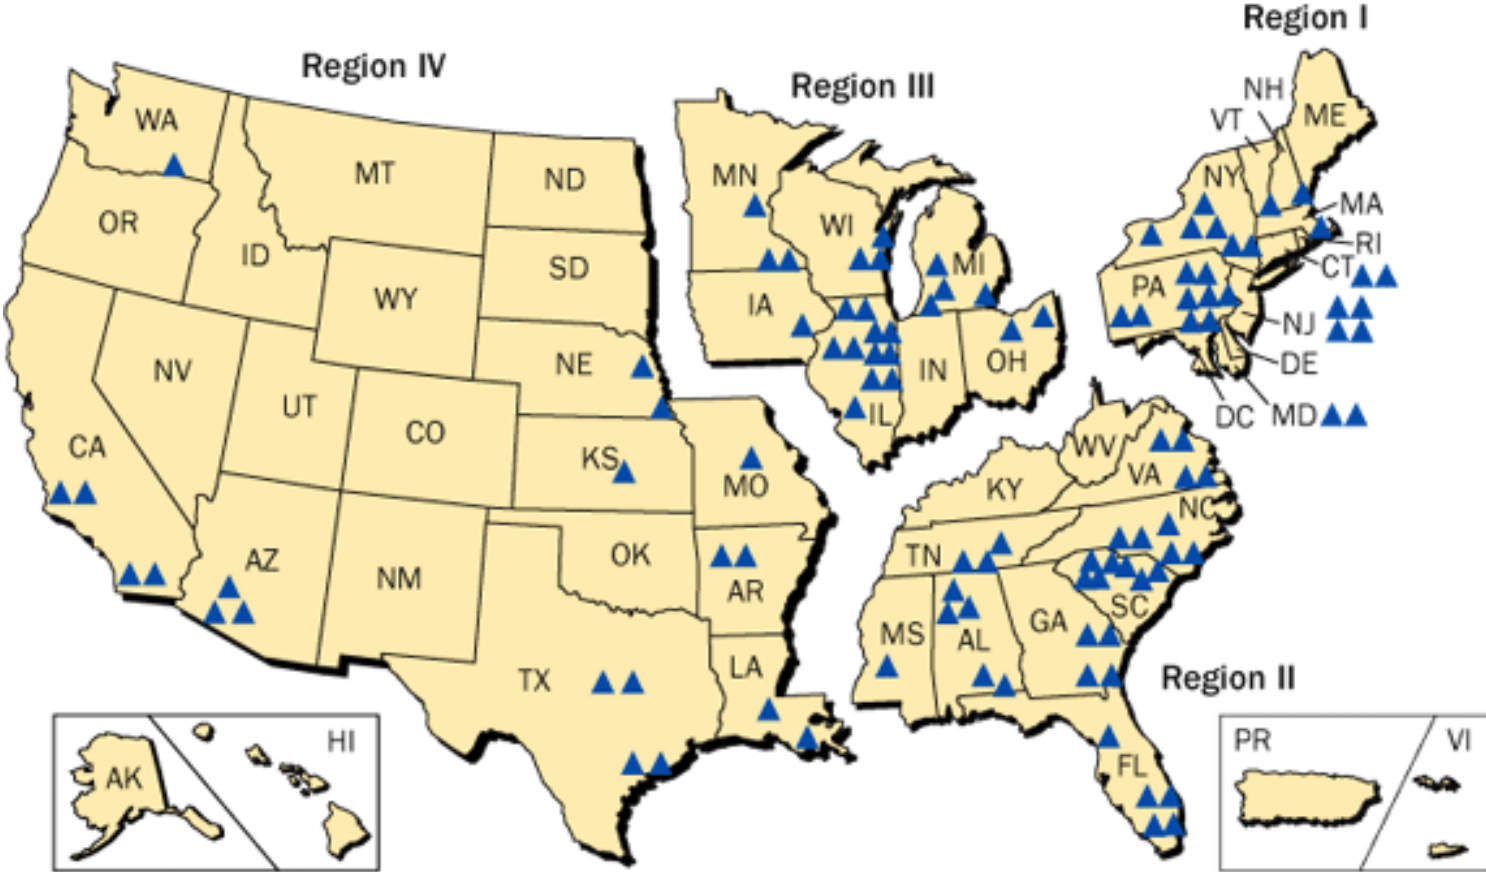 Region I
Region IV
Region III
NH
WA
VT
ME
MT
ND
MN
NY
OR
WI
MA
ID
SD
MI
RI
CT
WY
IA
PA
NJ
NE
NV
IN
OH
DE
UT
CO
IL
DC
MD
CA
KS
WV
VA
MO
KY
NC
AZ
OK
TN
NM
AR
SC
GA
MS
AL
TX
LA
Region II
HI
PR
VI
AK
FL